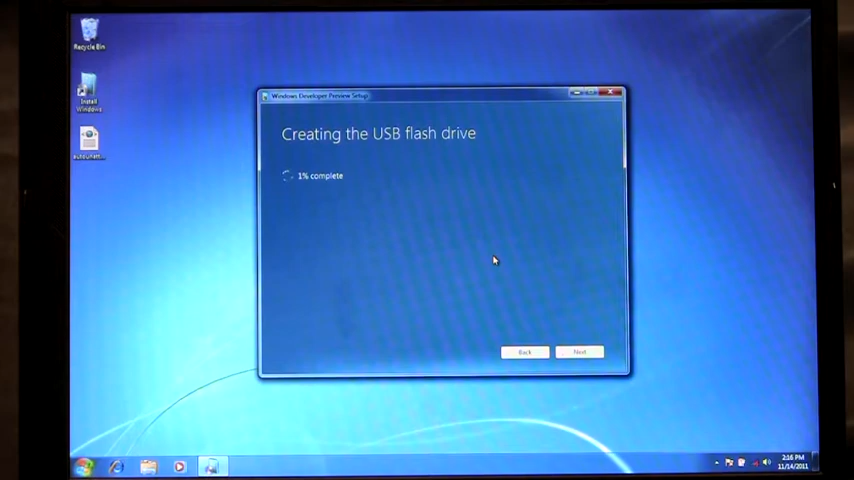 Recycle Bin
Install
Windows
autounatt...
Windows Developer Preview Setup
Creating the USB flash drive
1% complete
Back
Next
2:16 PM
11/14/2011